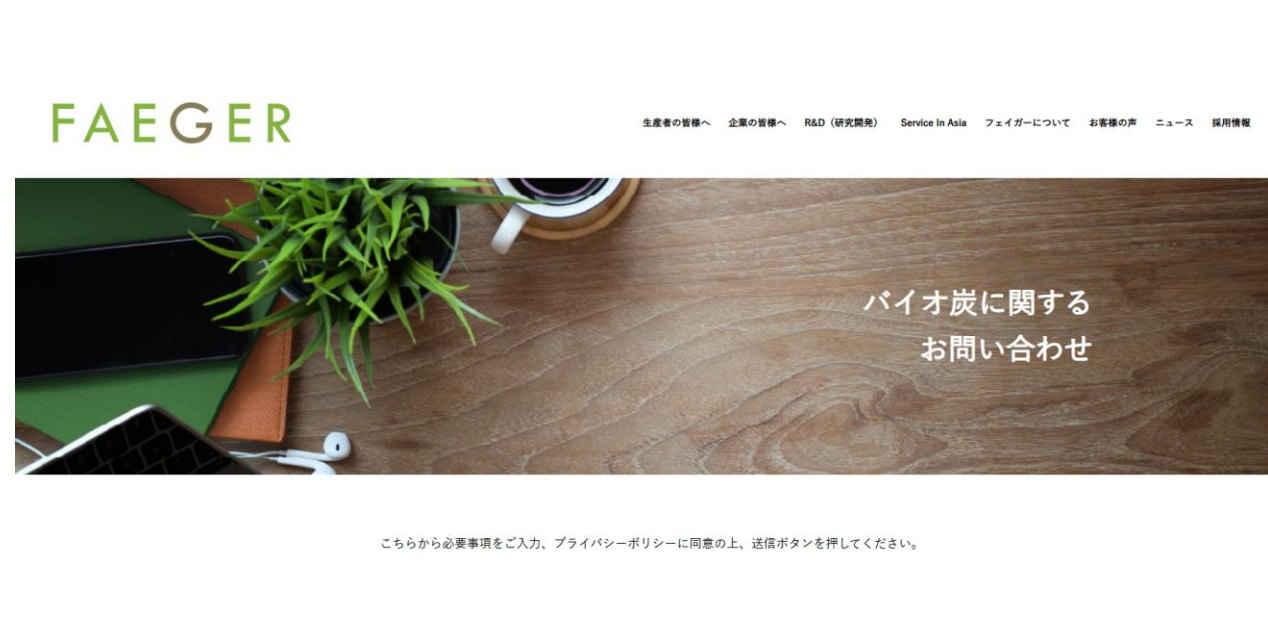 FAEGER
生産者の皆様へ 企業の皆様へ R&D（研究開発） Service In Asia フェイガーについて お客様の声 ニュース 採用情報
バイオ炭に関する
お問い合わせ
こちらから必要事項をご入力、プライバシーポリシーに同意の上、送信ボタンを押してください。